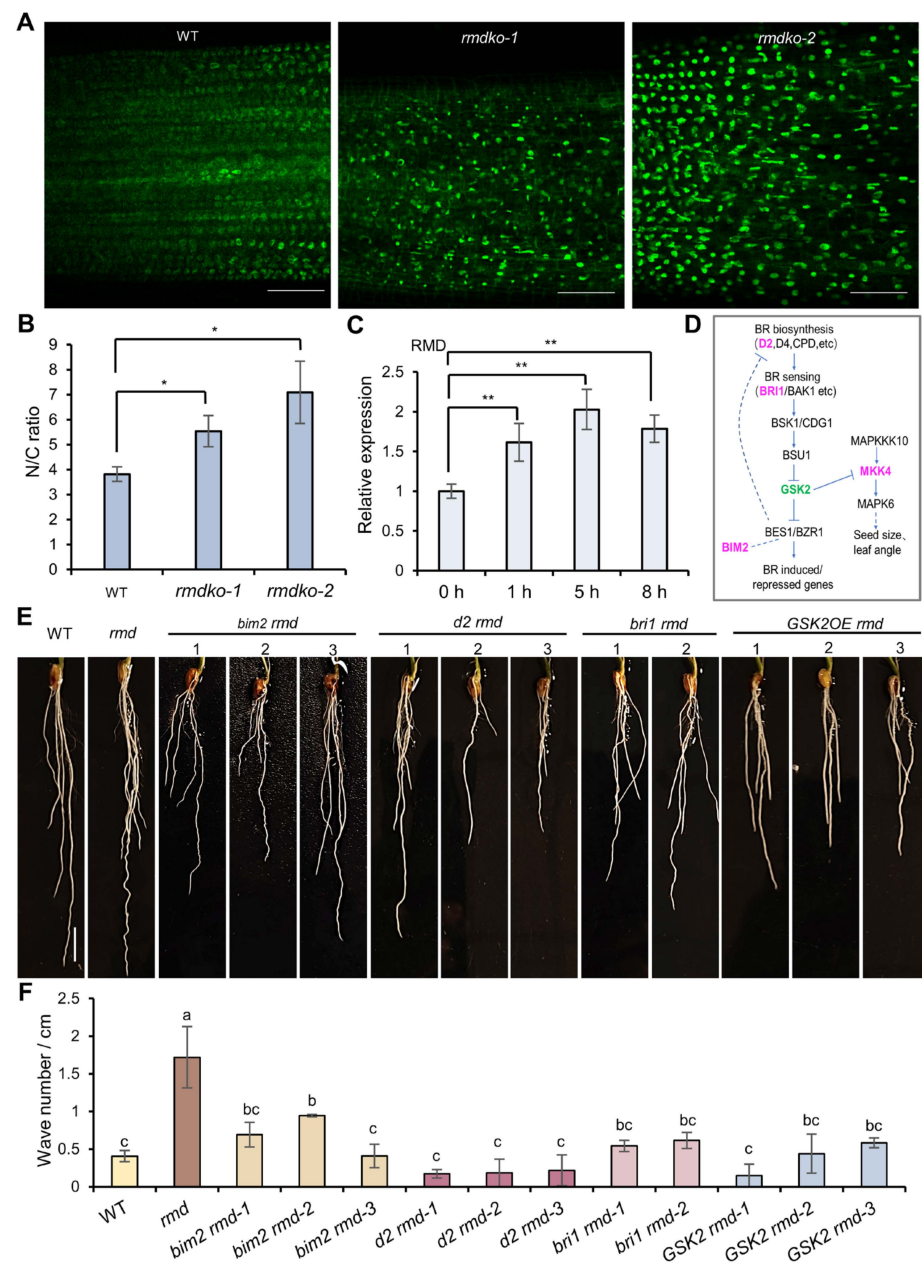 A
WT
rmdko-1
rmdko-2
B
N/C ratio
9
8
7
6
5
4
3
2
1
0
*
*
WT
rmdko-1
rmdko-2
C
RMD
Relative expression
2.5
2
1.5
1
0.5
0
**
**
**
0 h
1 h
5 h
8 h
D
BR biosynthesis
(D2,D4,CPD,etc)
BR sensing
(BRI1/BAK1 etc)
BSK1/CDG1
BSU1
MAPKKK10
GSK2
MKK4
MAPK6
BES1/BZR1
Seed size、
leaf angle
BIM2
BR induced/
repressed genes
E
WT
rmd
bim2 rmd
d2 rmd
bri1 rmd
GSK2OE rmd
1 2 3 1 2 3 1 2 1 2 3
F
Wave number / cm
2.5
2
1.5
1
0.5
0
c
a
bc
b
c
c
c
c
bc
bc
c
bc
bc
WT
rmd
bim2 rmd-1
bim2 rmd-2
bim2 rmd-3
d2 rmd-1
d2 rmd-2
d2 rmd-3
bri1 rmd-1
bri1 rmd-2
GSK2 rmd-1
GSK2 rmd-2
GSK2 rmd-3